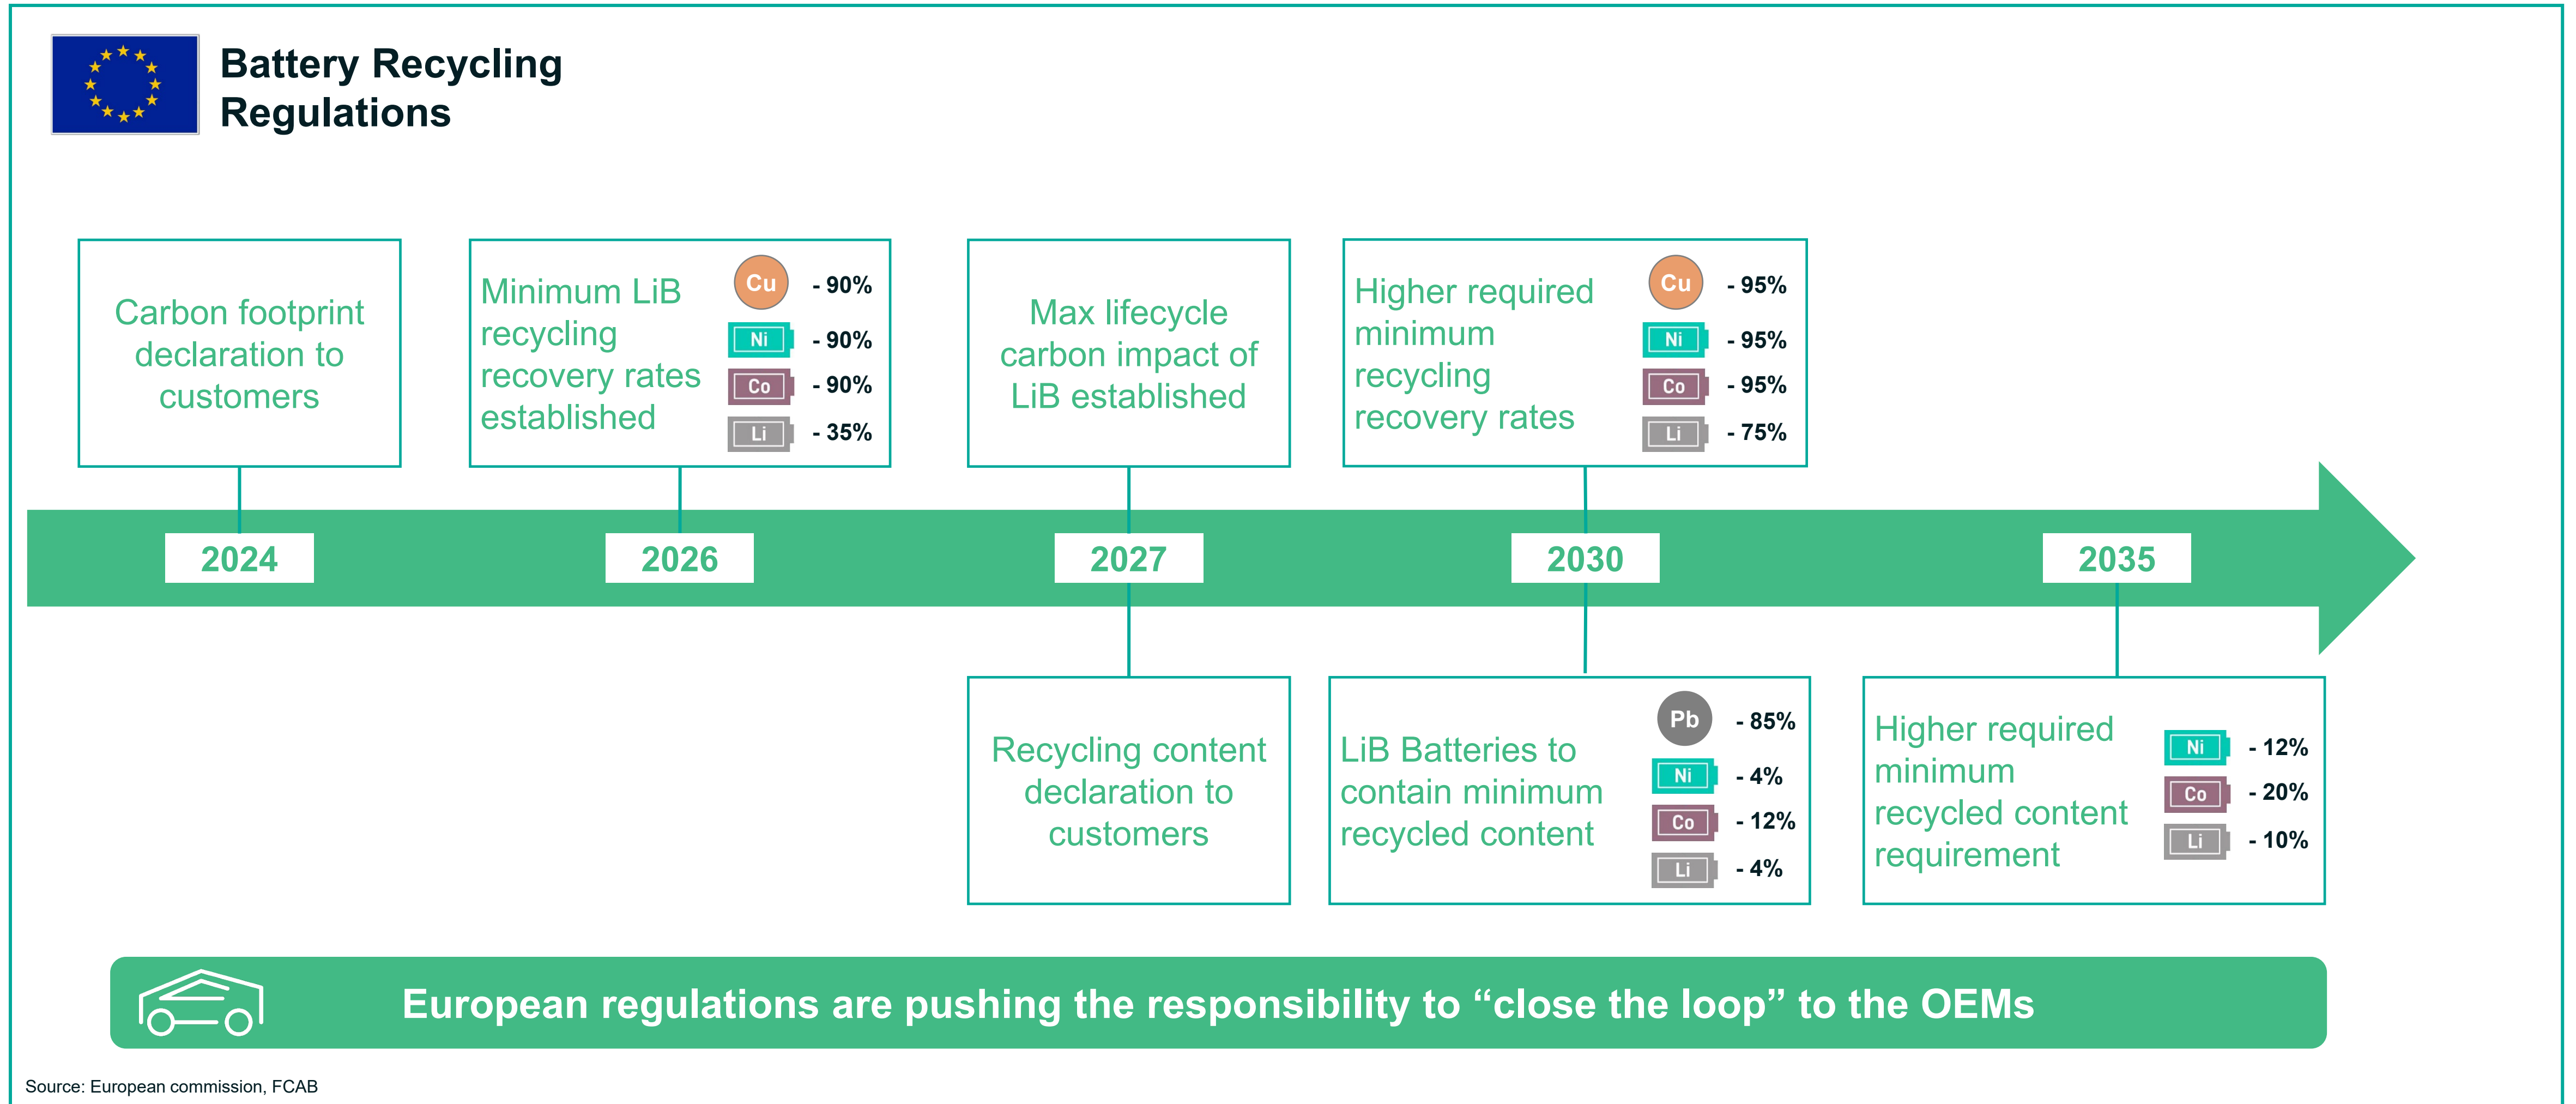 Battery Recycling
Regulations
Carbon footprint
declaration to
customers
Minimum LiB
recycling
recovery rates
established
Cu - 90%
Ni - 90%
Co - 90%
Li - 35%
Max lifecycle
carbon impact of
LiB established
Higher required
minimum
recycling
recovery rates
Cu - 95%
Ni - 95%
Co - 95%
Li - 75%
2024
2026
2027
2030
2035
Recycling content
declaration to
customers
LiB Batteries to
contain minimum
recycled content
Pb - 85%
Ni - 4%
Co - 12%
Li - 4%
Higher required
minimum
recycled content
requirement
Ni - 12%
Co - 20%
Li - 10%
European regulations are pushing the responsibility to “close the loop” to the OEMs
Source: European commission, FCAB